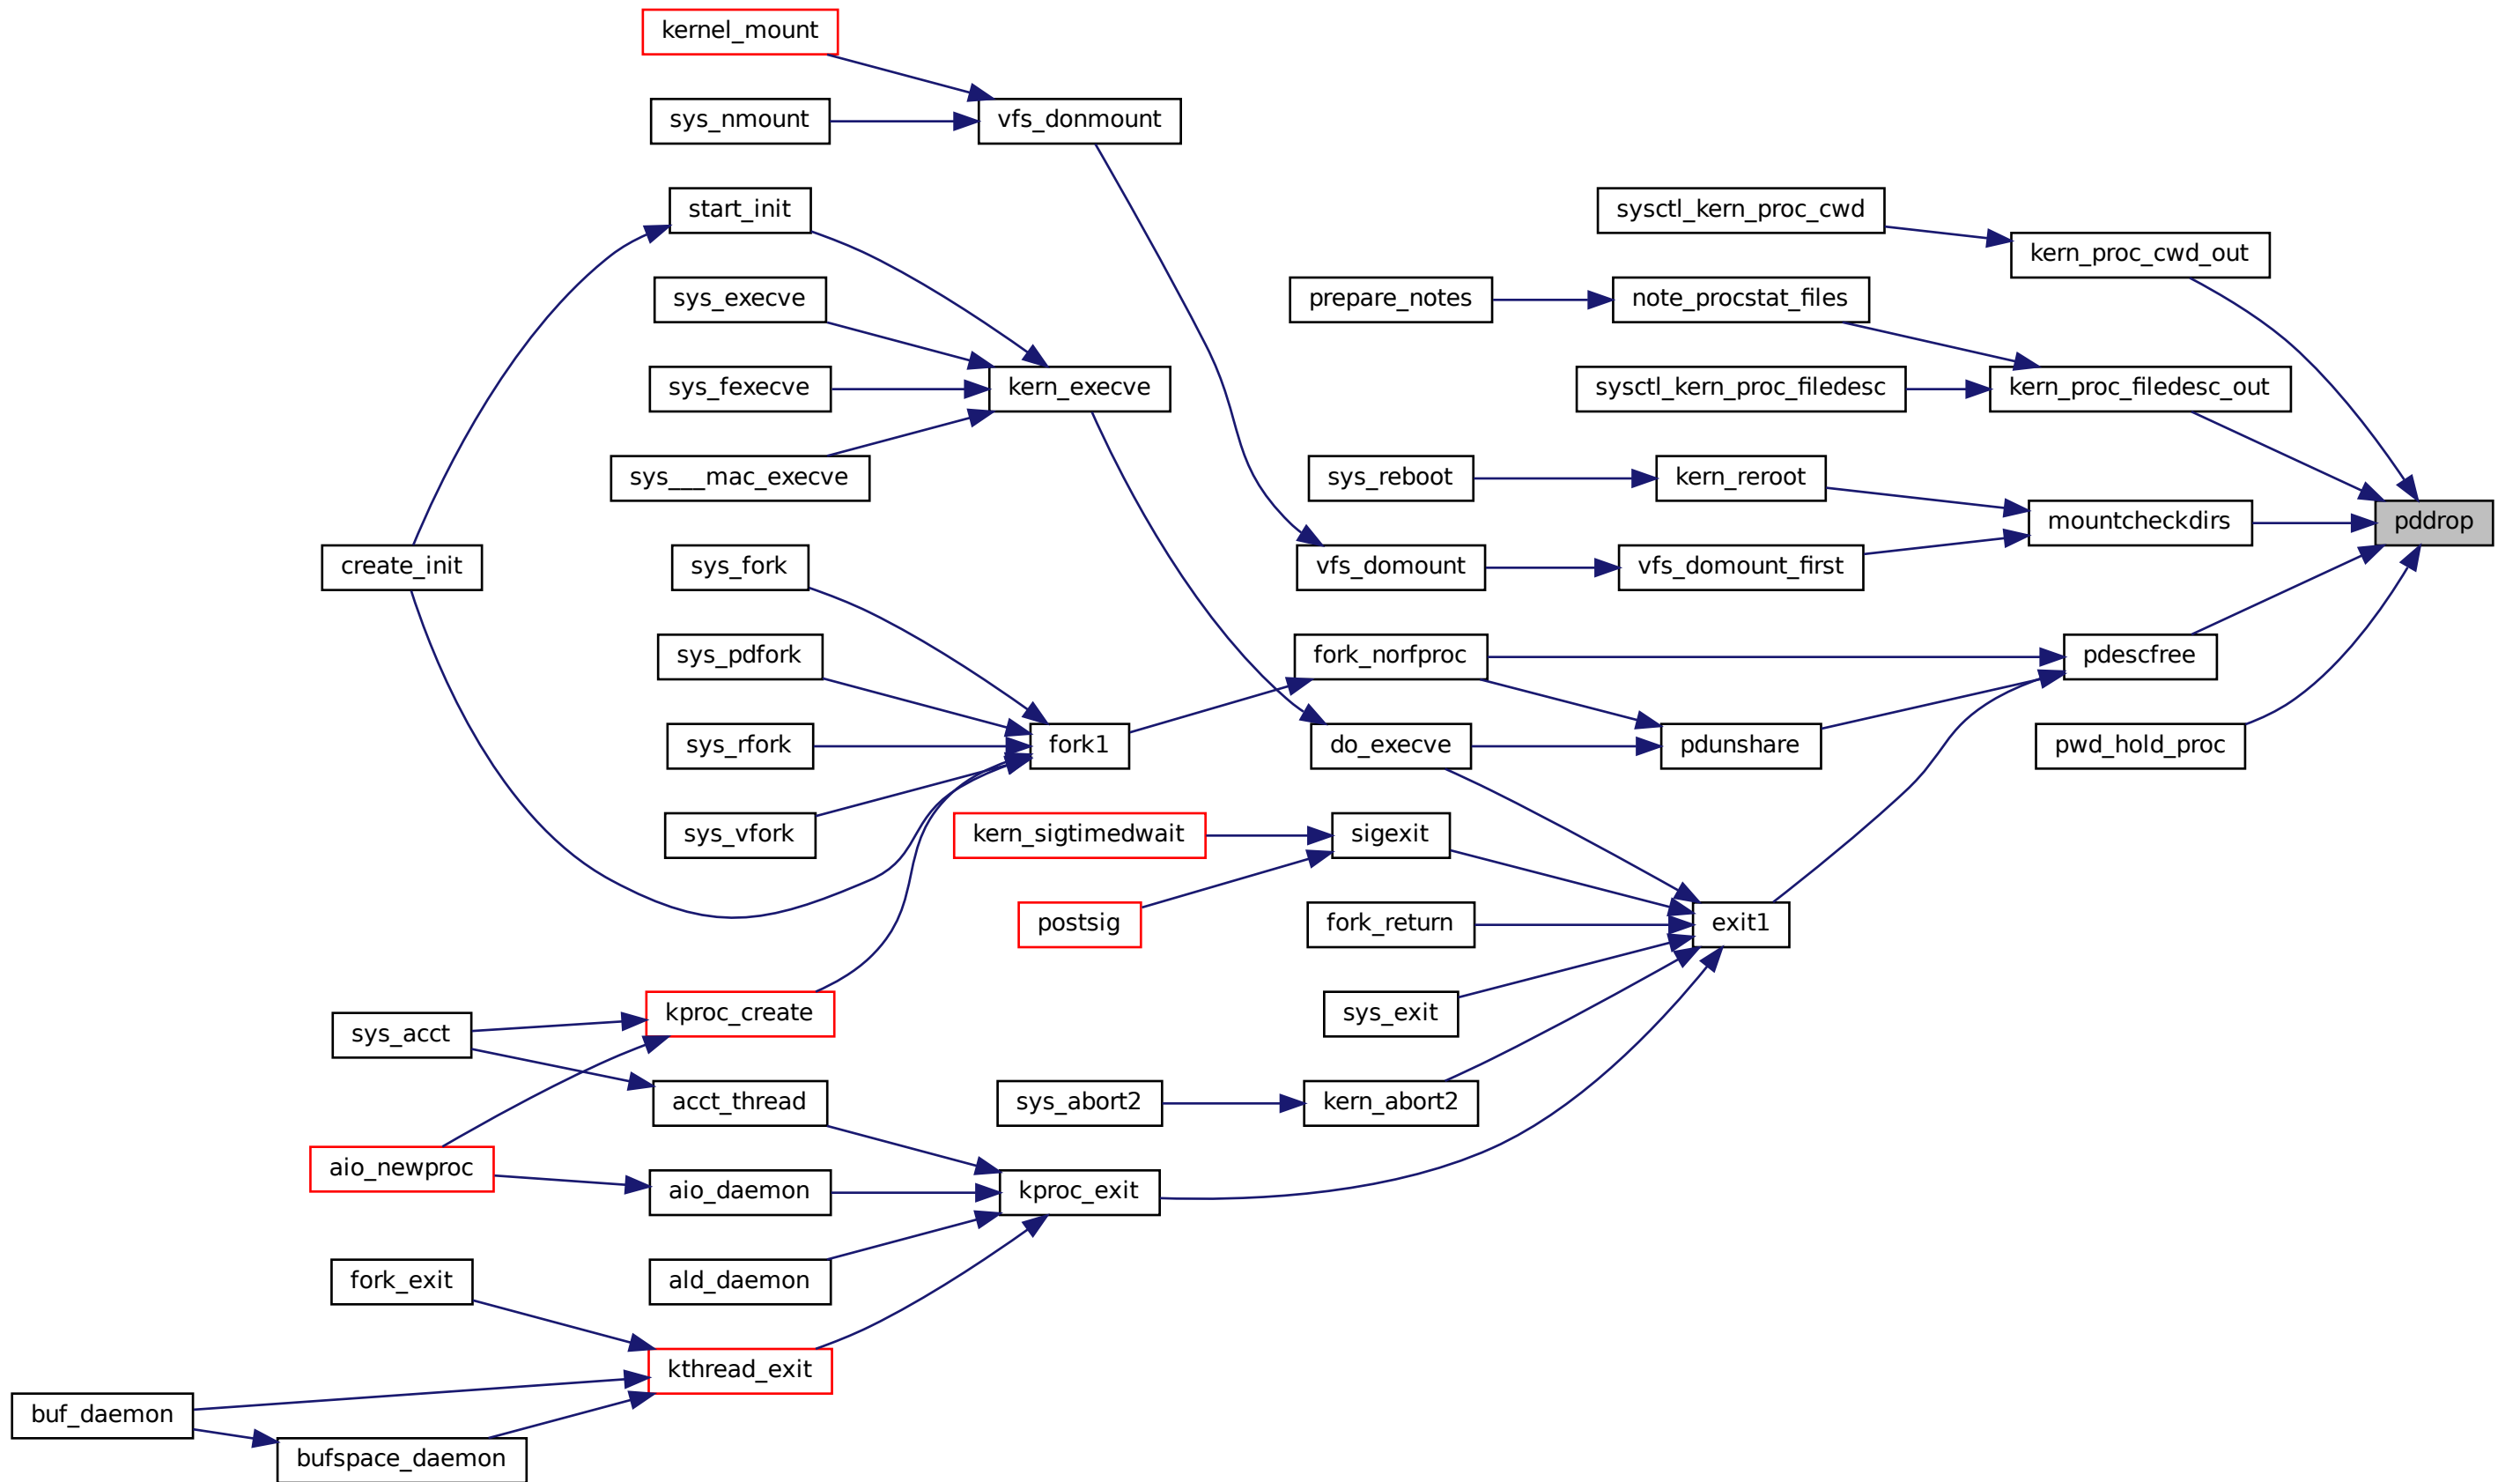 kernel_mount
sys_nmount
vfs_donmount
start_init
sysctl_kern_proc_cwd
kern_proc_cwd_out
sys_execve
prepare_notes
note_procstat_files
sys_fexecve
kern_execve
sysctl_kern_proc_filedesc
kern_proc_filedesc_out
sys___mac_execve
sys_reboot
kern_reroot
mountcheckdirs
pddrop
create_init
sys_fork
vfs_domount
vfs_domount_first
sys_pdfork
fork_norfproc
pdescfree
sys_rfork
fork1
do_execve
pdunshare
pwd_hold_proc
sys_vfork
kern_sigtimedwait
sigexit
postsig
fork_return
exit1
kproc_create
sys_exit
sys_acct
acct_thread
sys_abort2
kern_abort2
aio_newproc
aio_daemon
kproc_exit
fork_exit
ald_daemon
kthread_exit
buf_daemon
bufspace_daemon